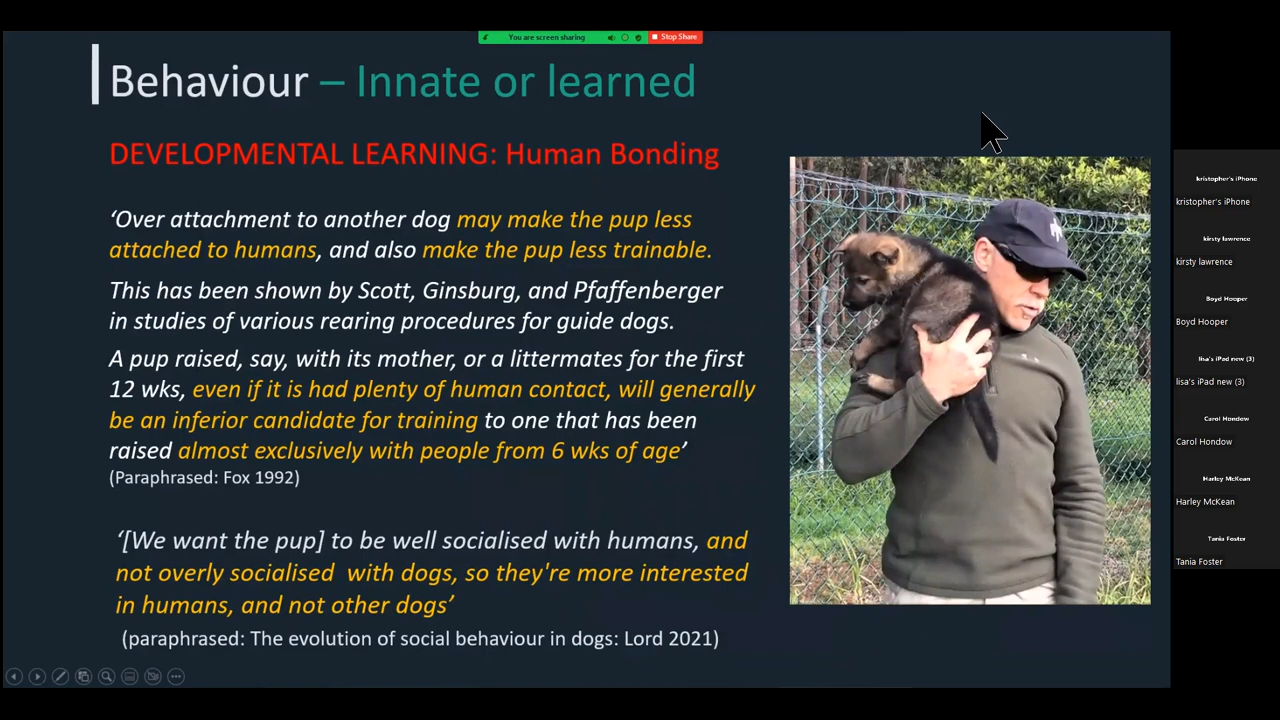 You are screen sharing
Stop Share
Behaviour – Innate or learned
DEVELOPMENTAL LEARNING: Human Bonding
‘Over attachment to another dog may make the pup less
attached to humans, and also make the pup less trainable.
This has been shown by Scott, Ginsburg, and Pfaffenberger
in studies of various rearing procedures for guide dogs.
A pup raised, say, with its mother, or a littermates for the first
12 wks, even if it is had plenty of human contact, will generally
be an inferior candidate for training to one that has been
raised almost exclusively with people from 6 wks of age’
(Paraphrased: Fox 1992)
‘[We want the pup] to be well socialised with humans, and
not overly socialised with dogs, so they're more interested
in humans, and not other dogs’
(paraphrased: The evolution of social behaviour in dogs: Lord 2021)
kristopher's iPhone
kristopher's iPhone
kirsty lawrence
kirsty lawrence
Boyd Hooper
Boyd Hooper
lisa's iPad new (3)
lisa's iPad new (3)
Carol Hondow
Carol Hondow
Harley McKean
Harley McKean
Tania Foster
Tania Foster